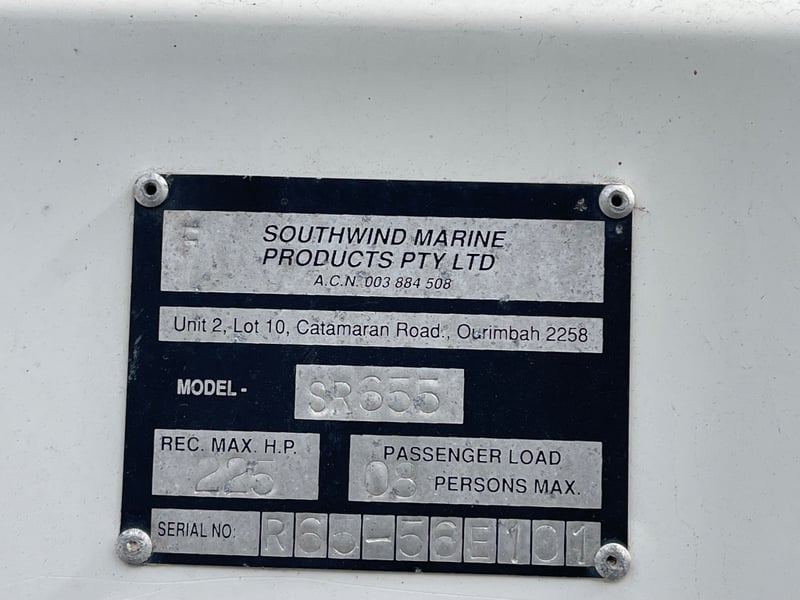 SOUTHWIND MARINE
PRODUCTS PTY LTD
A.C.N. 003 884 508
Unit 2, Lot 10, Catamaran Road., Ourimbah 2258
MODEL - SR655
REC. MAX. H.P.
225
PASSENGER LOAD
08 PERSONS MAX.
SERIAL NO: R65-56E101